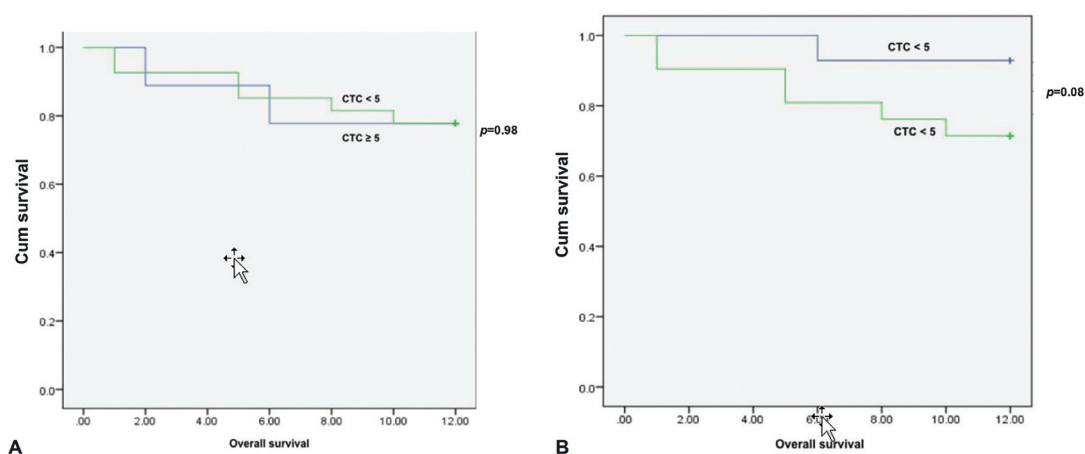 1.0
0.8
0.6
0.4
0.2
0.0
Cum survival
CTC < 5
CTC ≥ 5
p=0.98
.00 2.00 4.00 6.00 8.00 10.00 12.00
Overall survival
A
1.0
0.8
0.6
0.4
0.2
0.0
Cum survival
CTC < 5
CTC < 5
p=0.08
.00 2.00 4.00 6.00 8.00 10.00 12.00
Overall survival
B